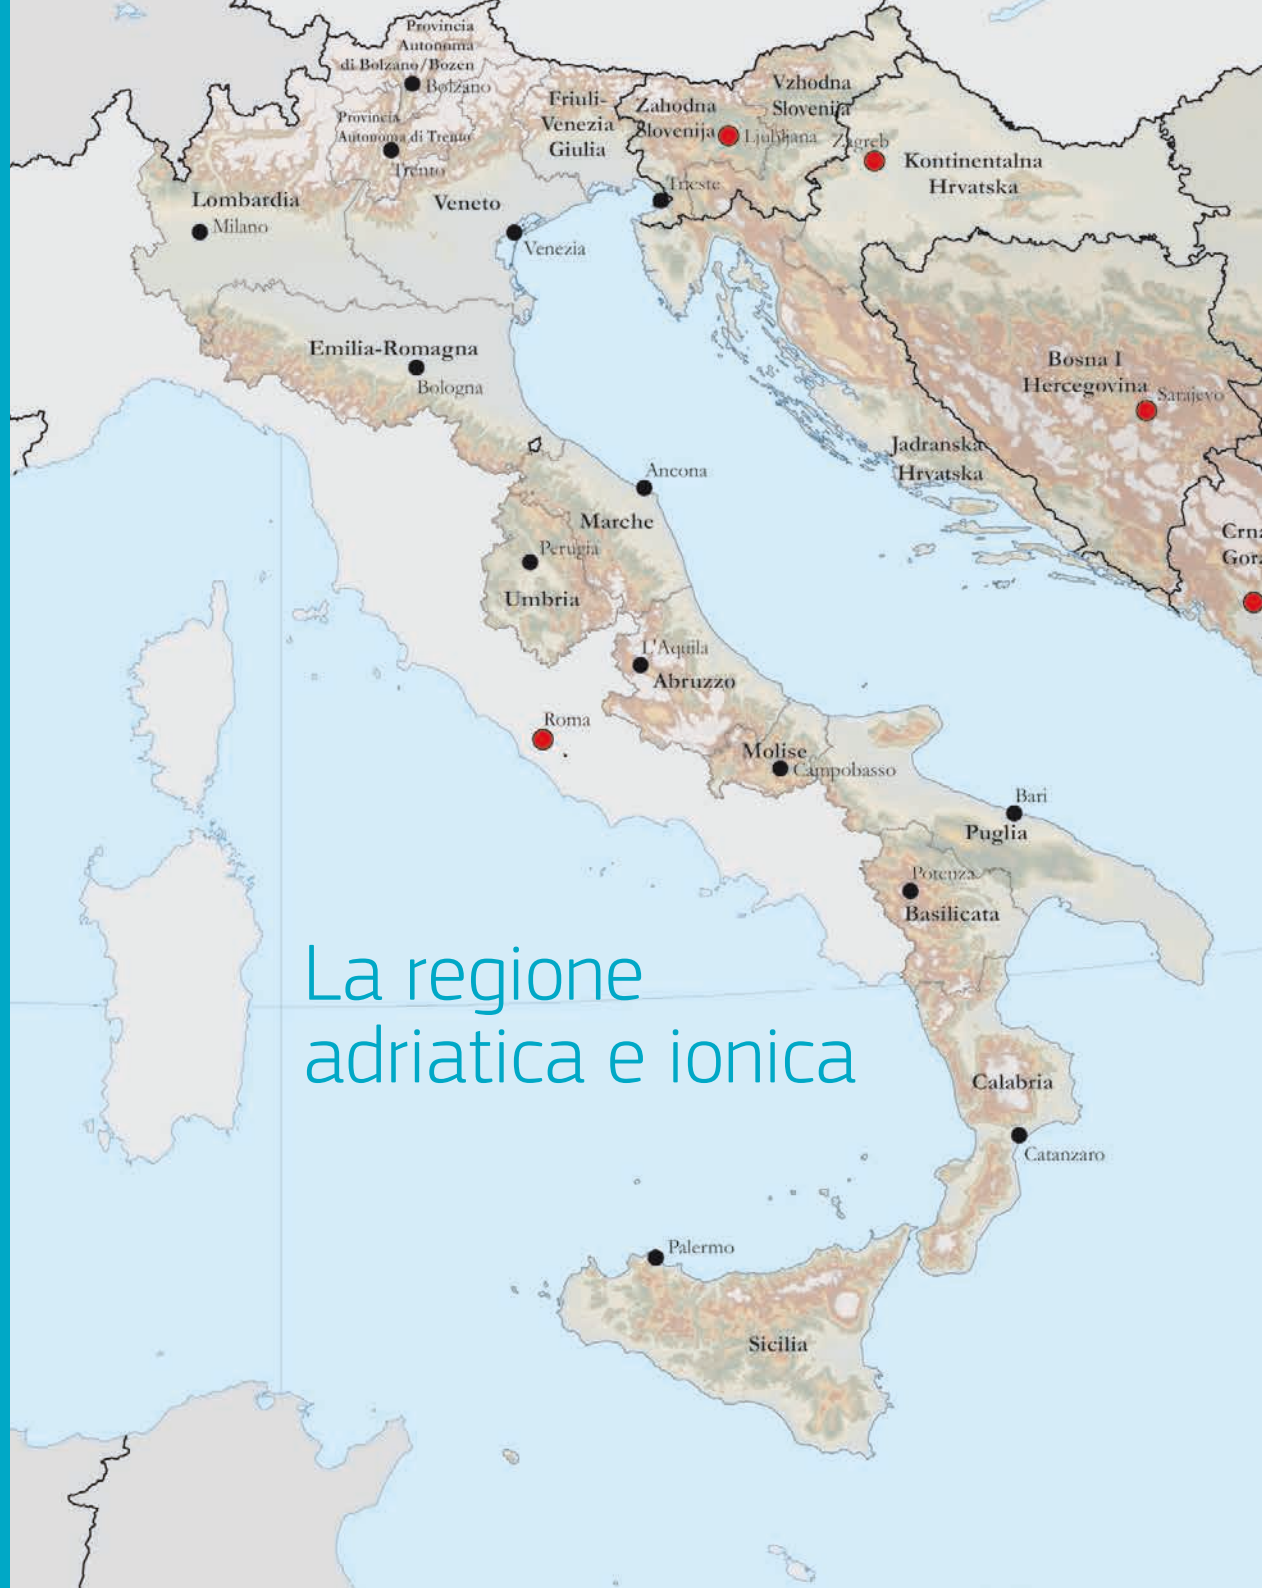 Provincia
Autonoma
di Bolzano/Bozen
Bolzano
Provincia
Autonoma di Trento
Trento
Friuli-
Venezia
Giulia
Zahodna
Slovenija
Ljubljana
Vzhodna
Slovenija
Zagreb
Kontinentalna
Hrvatska
Lombardia
Milano
Veneto
Venezia
Trieste
Emilia-Romagna
Bologna
Bosna I
Hercegovina
Sarajevo
Jadranska
Hrvatska
Ancona
Marche
Perugia
Umbria
Crna
Gora
L'Aquila
Abruzzo
Roma
Molise
Campobasso
Bari
Puglia
Potenza
Basilicata
La regione
adriatica e ionica
Calabria
Catanzaro
Palermo
Sicilia